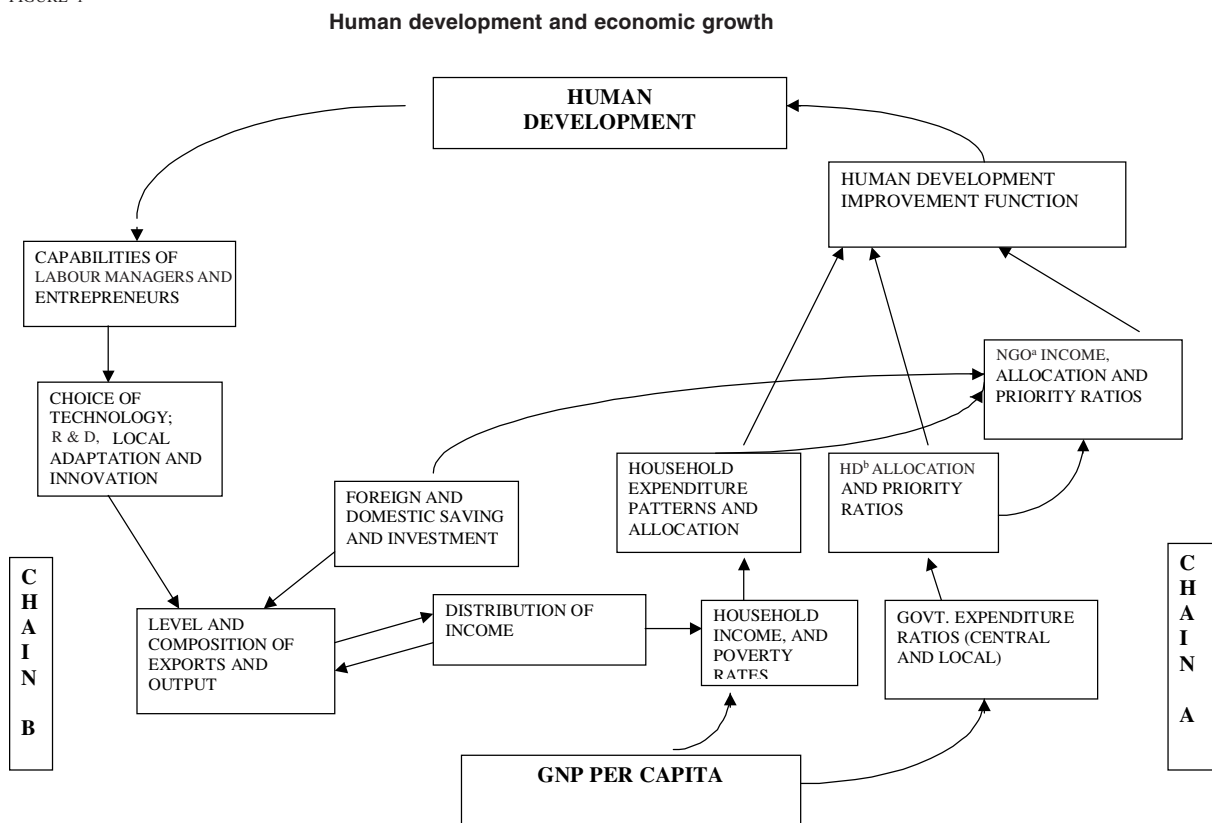 Human development and economic growth
HUMAN
DEVELOPMENT
HUMAN DEVELOPMENT
IMPROVEMENT FUNCTION
CAPABILITIES OF
LABOUR MANAGERS AND
ENTREPRENEURS
NGOᵃ INCOME,
ALLOCATION AND
PRIORITY RATIOS
CHOICE OF
TECHNOLOGY;
R & D, LOCAL
ADAPTATION AND
INNOVATION
FOREIGN AND
DOMESTIC SAVING
AND INVESTMENT
HOUSEHOLD
EXPENDITURE
PATTERNS AND
ALLOCATION
HDᵇ ALLOCATION
AND PRIORITY
RATIOS
C
H
A
I
N
B
LEVEL AND
COMPOSITION OF
EXPORTS AND
OUTPUT
DISTRIBUTION OF
INCOME
HOUSEHOLD
INCOME, AND
POVERTY
RATES
GOVT. EXPENDITURE
RATIOS (CENTRAL
AND LOCAL)
C
H
A
I
N
A
GNP PER CAPITA